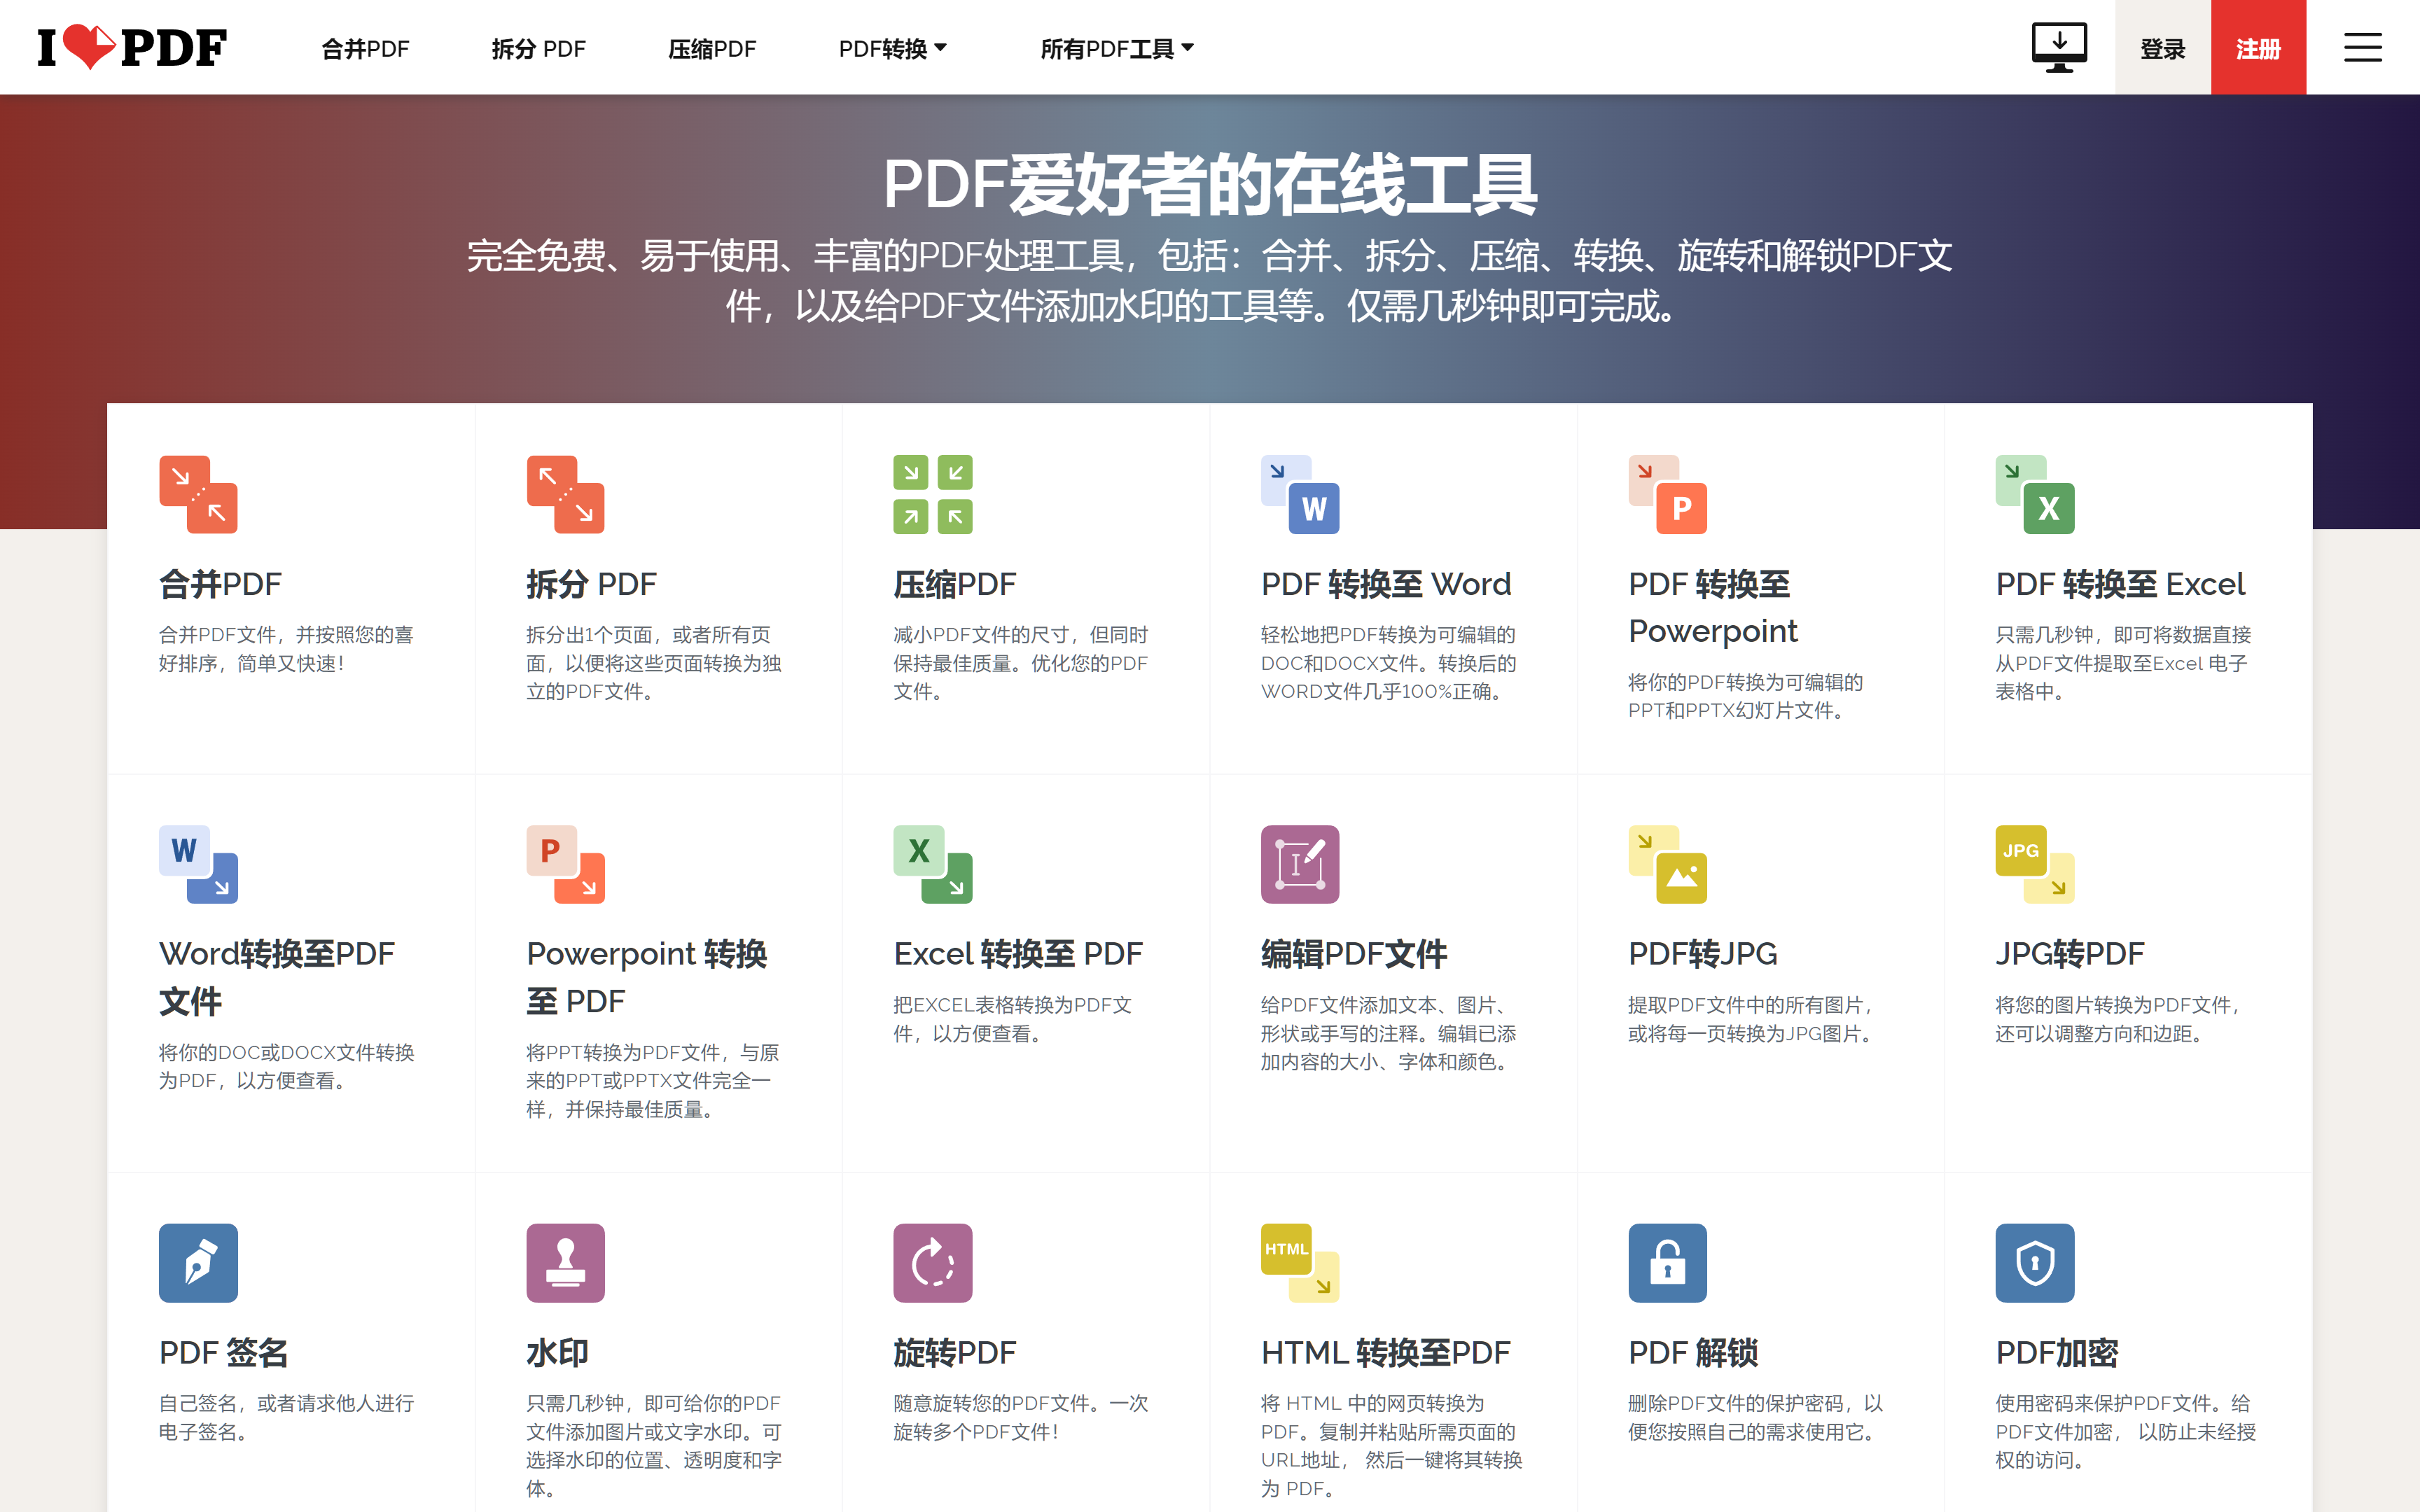 I PDF
合并PDF
拆分 PDF
压缩PDF
PDF转换
所有PDF工具
登录
注册
PDF爱好者的在线工具
完全免费、易于使用、丰富的PDF处理工具，包括：合并、拆分、压缩、转换、旋转和解锁PDF文
件，以及给PDF文件添加水印的工具等。仅需几秒钟即可完成。
合并PDF
合并PDF文件，并按照您的喜
好排序，简单又快速！
拆分 PDF
拆分出1个页面，或者所有页
面，以便将这些页面转换为独
立的PDF文件。
压缩PDF
减小PDF文件的尺寸，但同时
保持最佳质量。优化您的PDF
文件。
W
PDF 转换至 Word
轻松地把PDF转换为可编辑的
DOC和DOCX文件。转换后的
WORD文件几乎100%正确。
P
PDF 转换至
Powerpoint
将你的PDF转换为可编辑的
PPT和PPTX幻灯片文件。
X
PDF 转换至 Excel
只需几秒钟，即可将数据直接
从PDF文件提取至Excel 电子
表格中。
W
Word转换至PDF
文件
将你的DOC或DOCX文件转换
为PDF，以方便查看。
P
Powerpoint 转换
至 PDF
将PPT转换为PDF文件，与原
来的PPT或PPTX文件完全一
样，并保持最佳质量。
X
Excel 转换至 PDF
把EXCEL表格转换为PDF文
件，以方便查看。
编辑PDF文件
给PDF文件添加文本、图片、
形状或手写的注释。编辑已添
加内容的大小、字体和颜色。
PDF转JPG
提取PDF文件中的所有图片，
或将每一页转换为JPG图片。
JPG
JPG转PDF
将您的图片转换为PDF文件，
还可以调整方向和边距。
PDF 签名
自己签名，或者请求他人进行
电子签名。
水印
只需几秒钟，即可给你的PDF
文件添加图片或文字水印。可
选择水印的位置、透明度和字
体。
旋转PDF
随意旋转您的PDF文件。一次
旋转多个PDF文件！
HTML
HTML 转换至PDF
将 HTML 中的网页转换为
PDF。复制并粘贴所需页面的
URL地址， 然后一键将其转换
为 PDF。
PDF 解锁
删除PDF文件的保护密码，以
便您按照自己的需求使用它。
PDF加密
使用密码来保护PDF文件。给
PDF文件加密， 以防止未经授
权的访问。